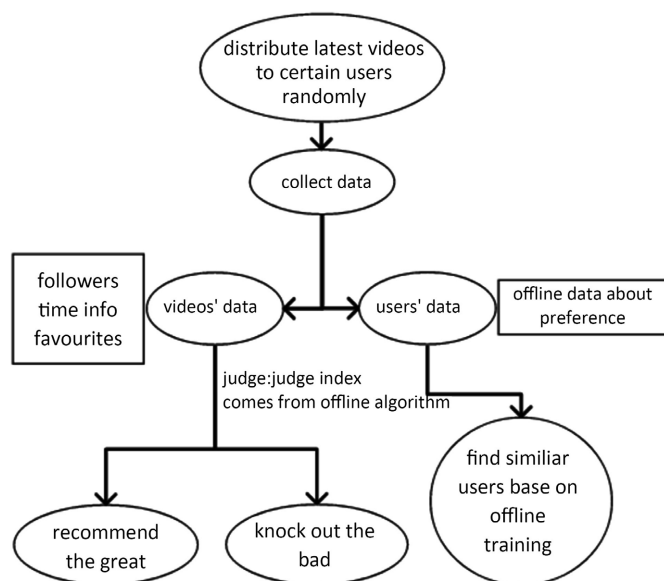 distribute latest videos
to certain users
randomly
collect data
followers
time info
favourites
videos' data
users' data
offline data about
preference
judge:judge index
comes from offline algorithm
recommend
the great
knock out the
bad
find similiar
users base on
offline
training